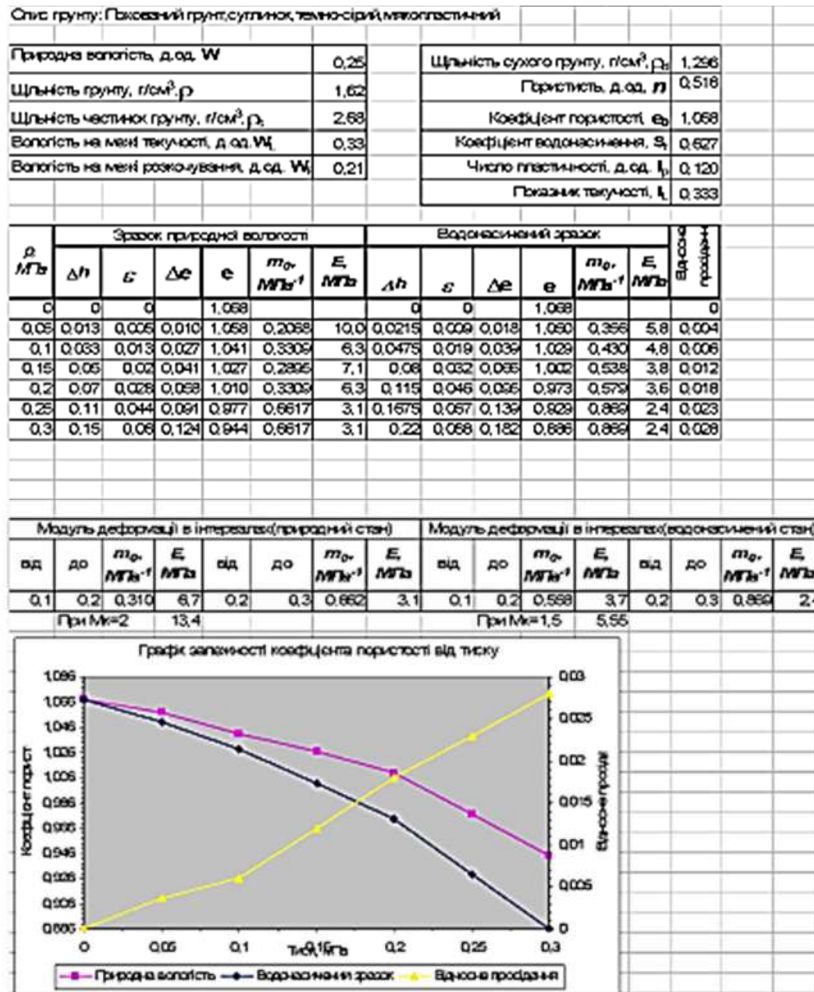 Опис грунту: Похований грунт,суглинок,темно-сірий,мякопластичний
Природна вологість, д.од. W 0,25 Щільність сухого грунту, г/см³, ρd 1,296
Щільність грунту, г/см³,ρ 1,62 Пористість, д.од. n 0,516
Щільність частинок грунту, г/см³,ρs 2,68 Коефіцієнт пористості, e0 1,068
Вологість на межі текучості, д.од.WL 0,33 Коефіцієнт водонасичення, Sr 0,627
Вологість на межі розкочування, д.од. 0,21 Число пластичності, д.од. Ip 0,120
Показник текучості, IL 0,333
Зразок природної вологості Водонасичений зразок Відносне просідання
p, МПа Δh ε Δe e m0, МПа-1 E, МПа Δh ε Δe e m0, МПа-1 E, МПа
0 0 0 1,068 0 0 1,068 0
0,05 0,013 0,005 0,010 1,058 0,2068 10,0 0,0215 0,009 0,018 1,050 0,356 5,8 0,004
0,1 0,033 0,013 0,027 1,041 0,3309 6,3 0,0475 0,019 0,039 1,029 0,430 4,8 0,006
0,15 0,05 0,02 0,041 1,027 0,2895 7,1 0,08 0,032 0,066 1,002 0,538 3,8 0,012
0,2 0,07 0,028 0,058 1,010 0,3309 6,3 0,115 0,046 0,095 0,973 0,579 3,6 0,018
0,25 0,11 0,044 0,091 0,977 0,6617 3,1 0,1675 0,067 0,139 0,929 0,869 2,4 0,023
0,3 0,15 0,06 0,124 0,944 0,6617 3,1 0,22 0,088 0,182 0,886 0,869 2,4 0,028
Модуль деформації в інтервалах(природний стан) Модуль деформації в інтервалах(водонасичений стан)
від до m0, МПа-1 E, МПа від до m0, МПа-1 E, МПа від до m0, МПа-1 E, МПа від до m0, МПа-1 E, МПа
0,1 0,2 0,310 6,7 0,2 0,3 0,662 3,1 0,1 0,2 0,558 3,7 0,2 0,3 0,869 2,4
При Мк=2 13,4 При Мк=1,5 5,55
Графік залежності коефіцієнта пористості від тиску
1,086 0,03
1,066 0,025
1,046
1,026 0,02
1,006
0,986 0,015
0,966
0,946 0,01
0,926
0,906 0,005
0,886 0
Коефіцієнт порист
Відносне просіда
0 0,05 0,1 0,15 0,2 0,25 0,3
Тиск, МПа
Природна вологість Водонасичений зразок Відносне просідання